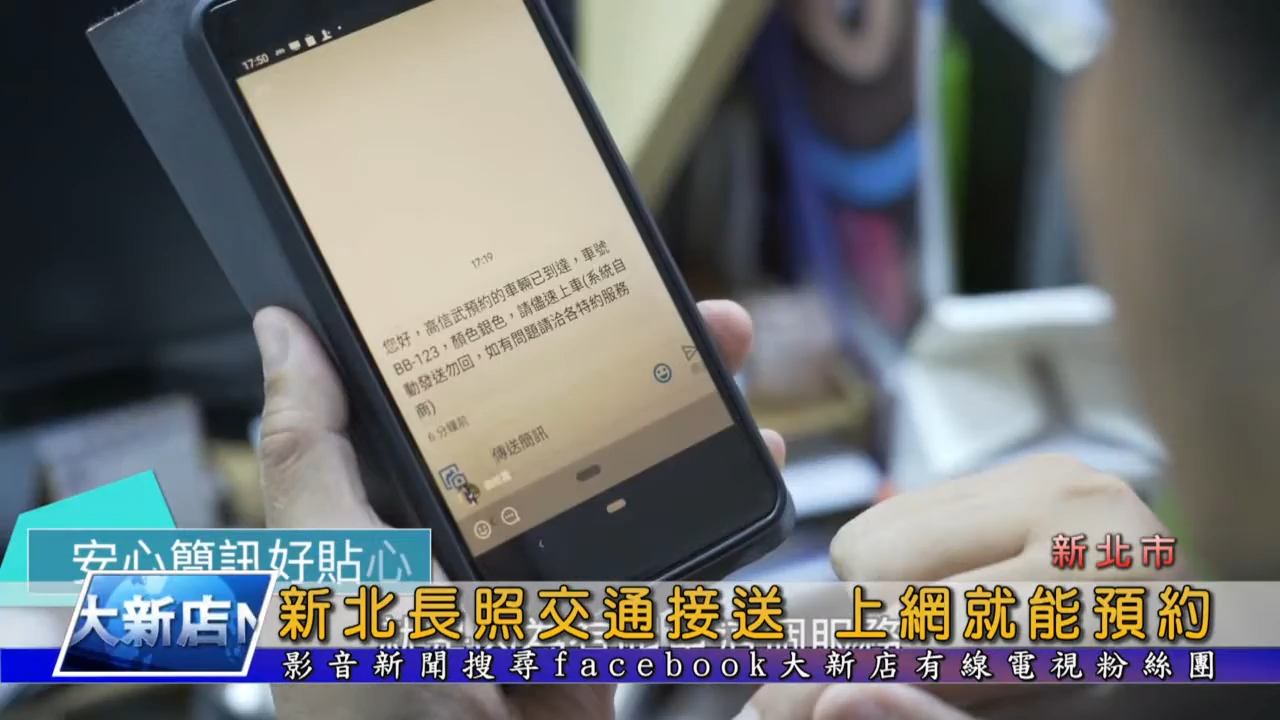 17:50
17:19
您好，高信武預約的車輛已到達，車號
BB-123，顏色銀色，請儘速上車(系統自
動發送勿回，如有問題請洽各特約服務
商)
6 分鐘前
傳送簡訊
安心簡訊好貼心
新北市
大新店N
新北長照交通接送 上網就能預約
影音新聞搜尋facebook大新店有線電視粉絲團